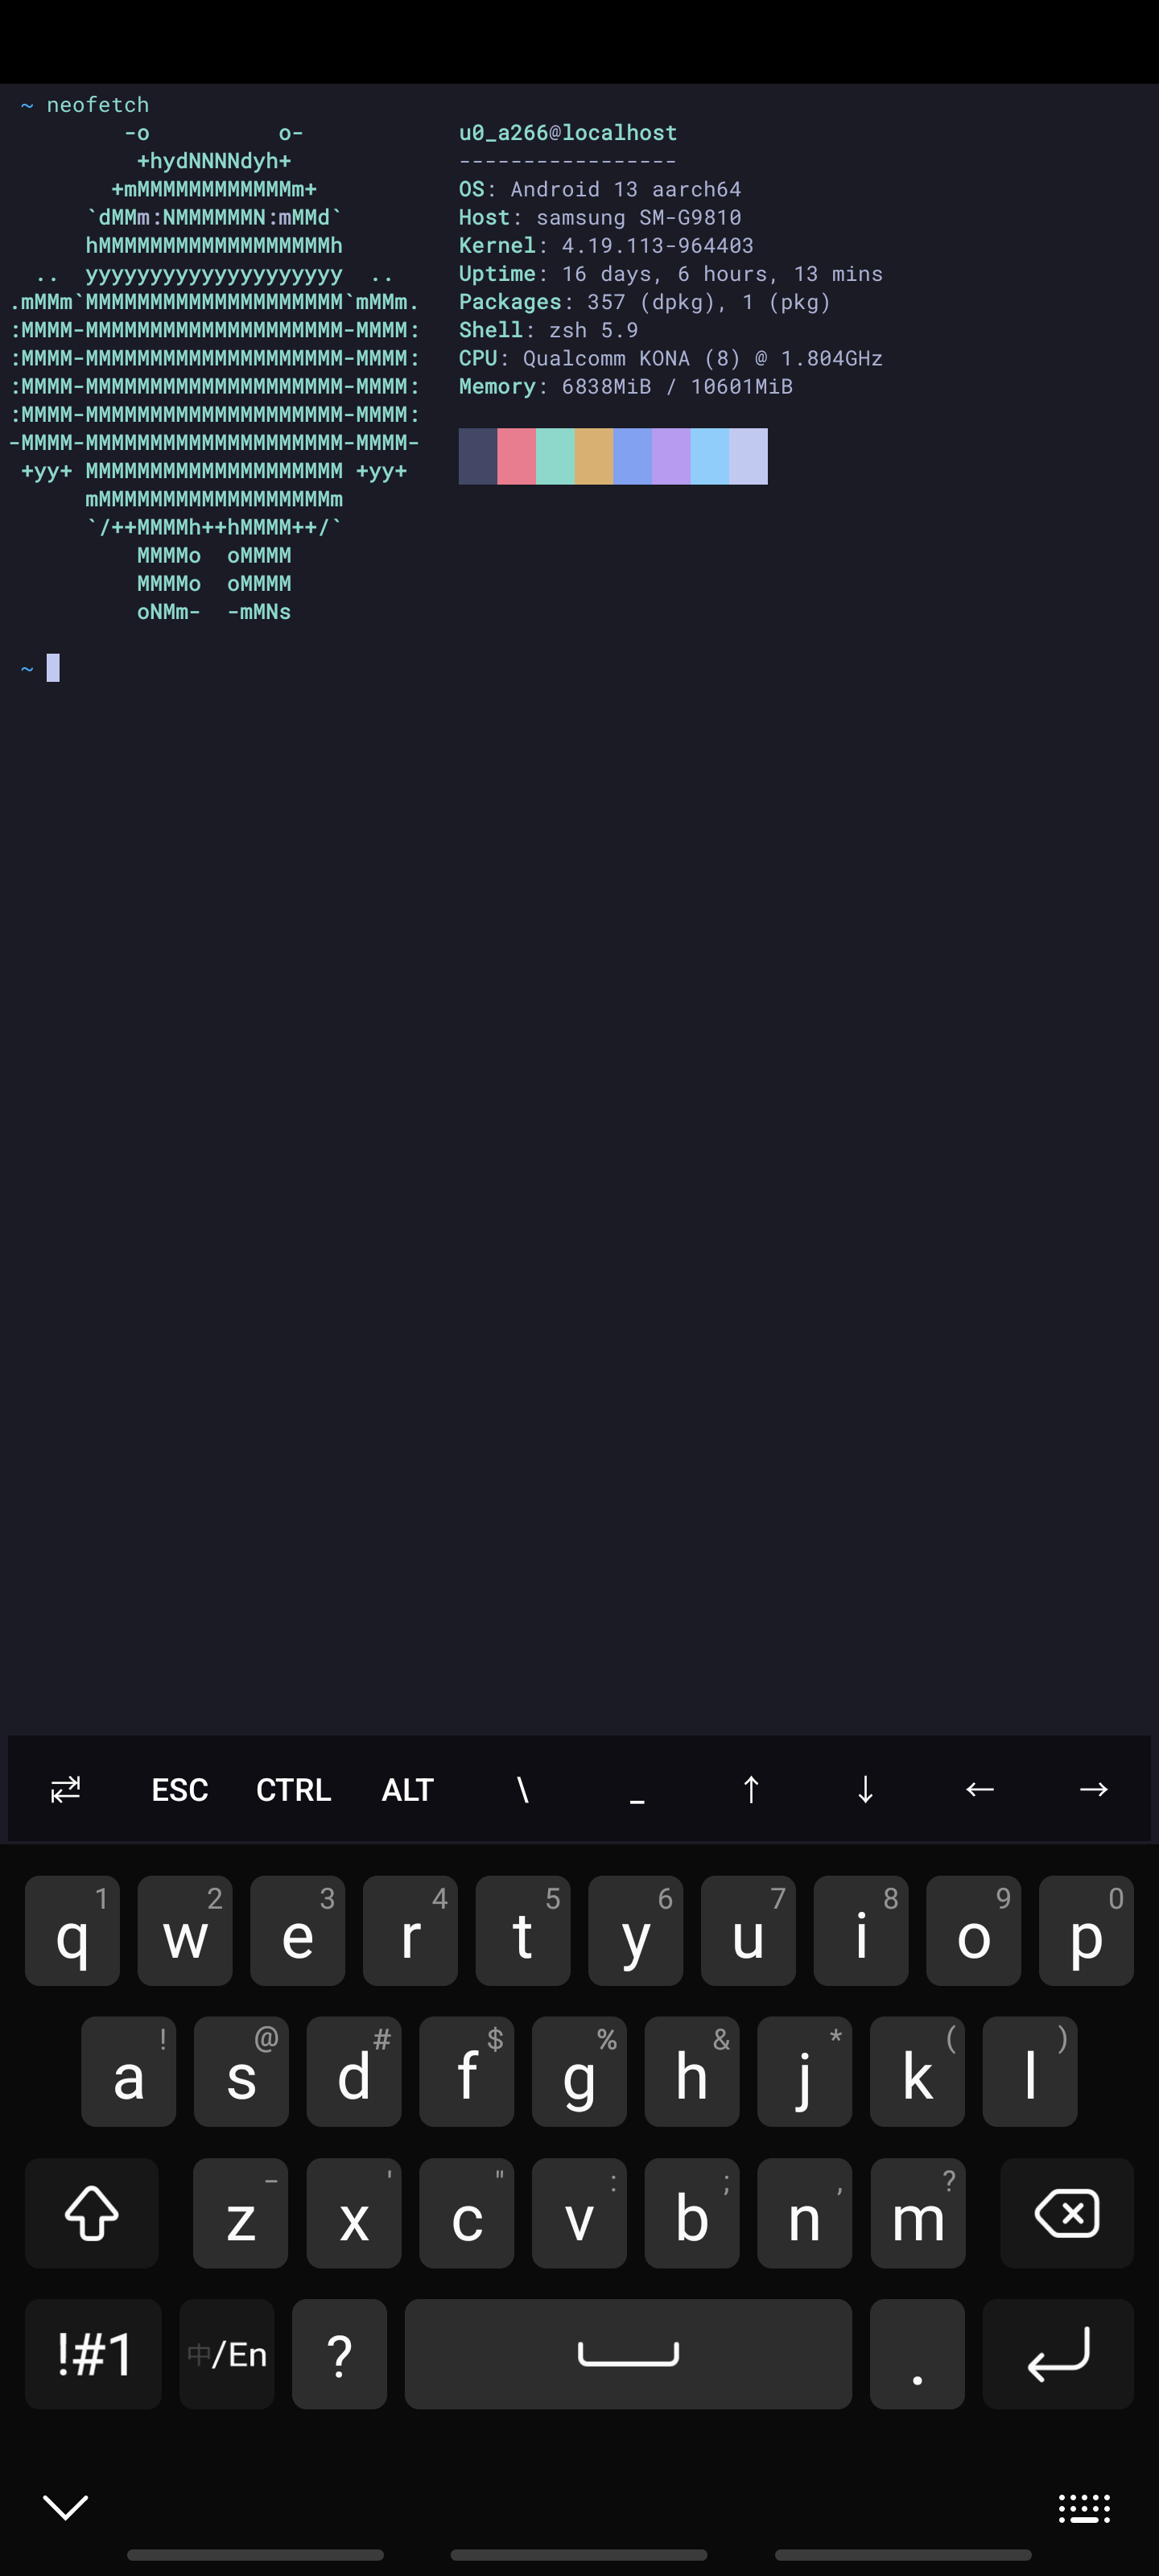 ~ neofetch
-o o- u0_a266@localhost
+hydNNNNdyh+ -----------------
+mMMMMMMMMMMMMm+ OS: Android 13 aarch64
`dMMm:NMMMMMMN:mMMd` Host: samsung SM-G9810
hMMMMMMMMMMMMMMMMMMh Kernel: 4.19.113-964403
.. yyyyyyyyyyyyyyyyyyyy .. Uptime: 16 days, 6 hours, 13 mins
.mMMm`MMMMMMMMMMMMMMMMMMMM`mMMm. Packages: 357 (dpkg), 1 (pkg)
:MMMM-MMMMMMMMMMMMMMMMMMMM-MMMM: Shell: zsh 5.9
:MMMM-MMMMMMMMMMMMMMMMMMMM-MMMM: CPU: Qualcomm KONA (8) @ 1.804GHz
:MMMM-MMMMMMMMMMMMMMMMMMMM-MMMM: Memory: 6838MiB / 10601MiB
:MMMM-MMMMMMMMMMMMMMMMMMMM-MMMM:
-MMMM-MMMMMMMMMMMMMMMMMMMM-MMMM-
+yy+ MMMMMMMMMMMMMMMMMMMM +yy+
mMMMMMMMMMMMMMMMMMMm
`/++MMMMh++hMMMM++/`
MMMMo oMMMM
MMMMo oMMMM
oNMm- -mMNs
~
ESC CTRL ALT \ _ ↑ ↓ ← →
1 2 3 4 5 6 7 8 9 0
q w e r t y u i o p
! @ # $ % & * ( )
a s d f g h j k l
- ' " : ; , ?
z x c v b n m
!#1 中/En ? .